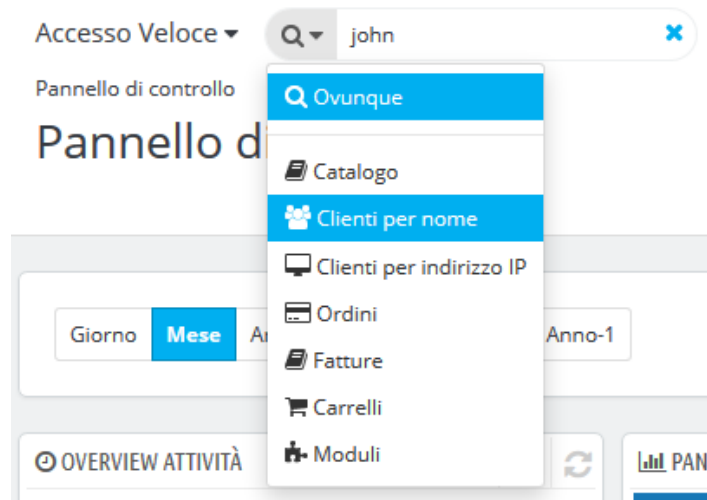 Accesso Veloce
john
Pannello di controllo
Pannello d
Ovunque
Catalogo
Clienti per nome
Clienti per indirizzo IP
Ordini
Fatture
Carrelli
Moduli
Giorno Mese Anno-1
OVERVIEW ATTIVITÀ
PAN